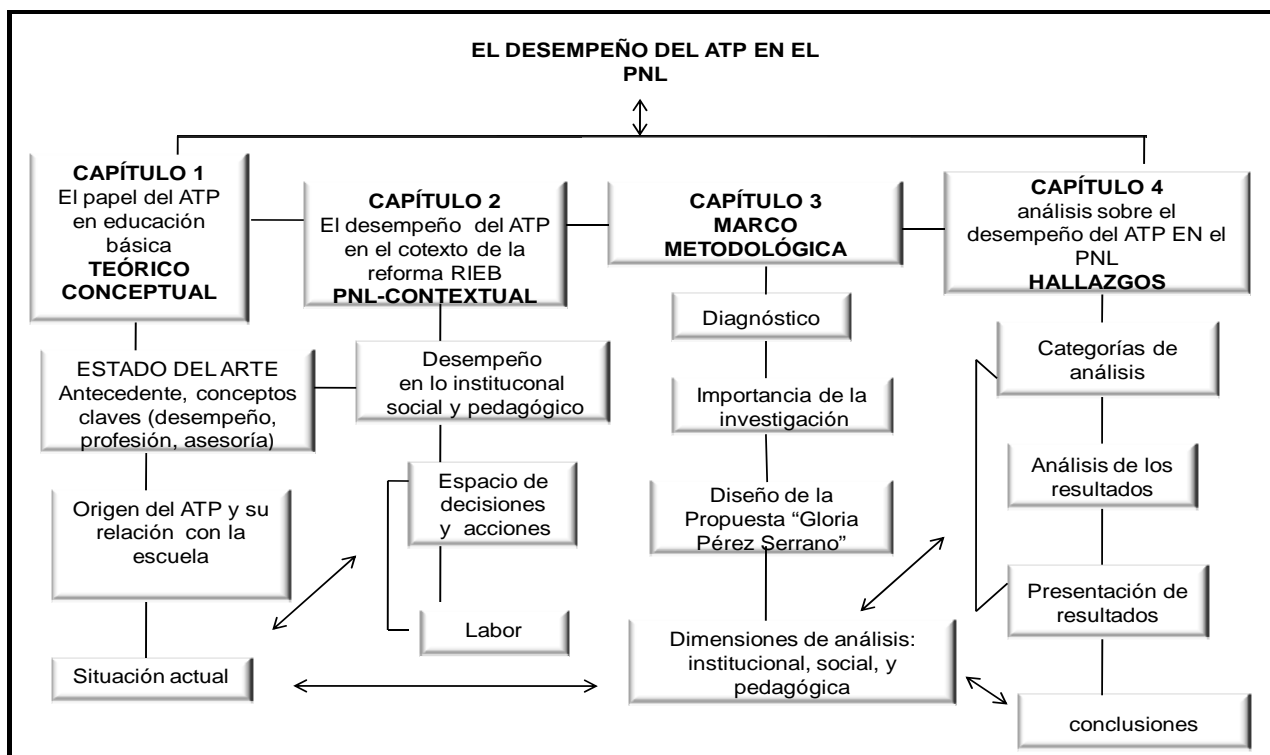 EL DESEMPEÑO DEL ATP EN EL
PNL
CAPÍTULO 1
El papel del ATP
en educación
básica
TEÓRICO
CONCEPTUAL
CAPÍTULO 2
El desempeño del ATP
en el cotexto de la
reforma RIEB
PNL-CONTEXTUAL
CAPÍTULO 3
MARCO
METODOLÓGICA
CAPÍTULO 4
análisis sobre el
desempeño del ATP EN el
PNL
HALLAZGOS
ESTADO DEL ARTE
Antecedente, conceptos
claves (desempeño,
profesión, asesoría)
Origen del ATP y su
relación con la
escuela
Situación actual
Desempeño
en lo instituconal
social y pedagógico
Espacio de
decisiones
y acciones
Labor
Diagnóstico
Importancia de la
investigación
Diseño de la
Propuesta “Gloria
Pérez Serrano”
Dimensiones de análisis:
institucional, social, y
pedagógica
Categorías de
análisis
Análisis de los
resultados
Presentación de
resultados
conclusiones